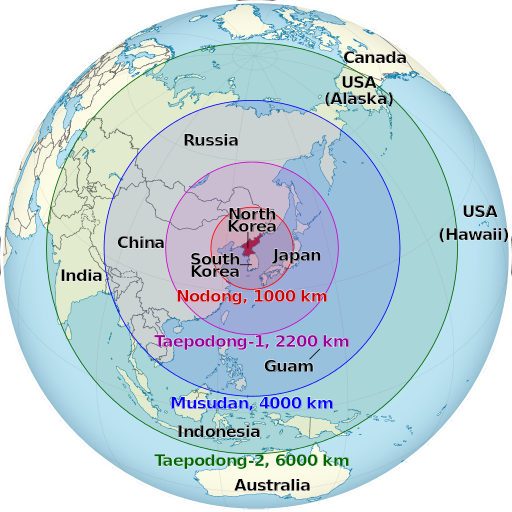 Canada
USA
(Alaska)
Russia
North
Korea
USA
(Hawaii)
China
Japan
South
Korea
India
Nodong, 1000 km
Taepodong-1, 2200 km
Guam
Musudan, 4000 km
Indonesia
Taepodong-2, 6000 km
Australia